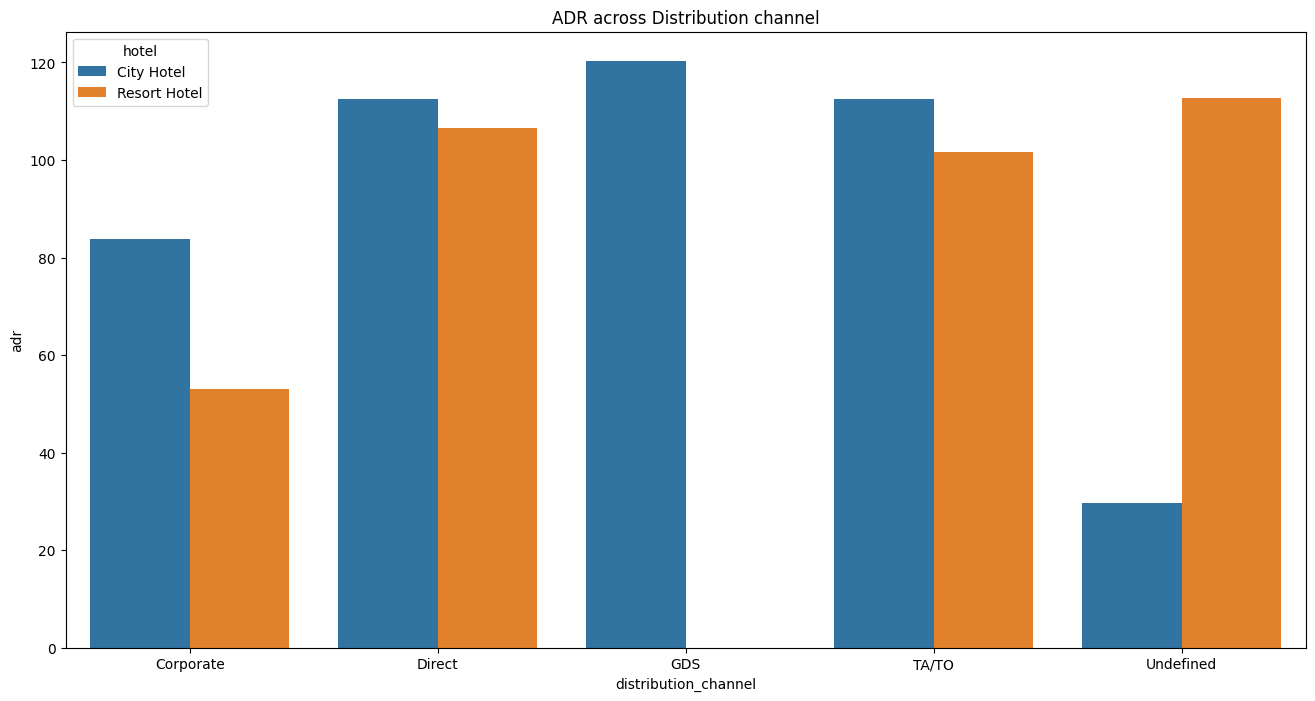 ADR across Distribution channel
hotel
City Hotel
Resort Hotel
120
100
80
60
40
20
0
adr
Corporate
Direct
GDS
TA/TO
Undefined
distribution_channel